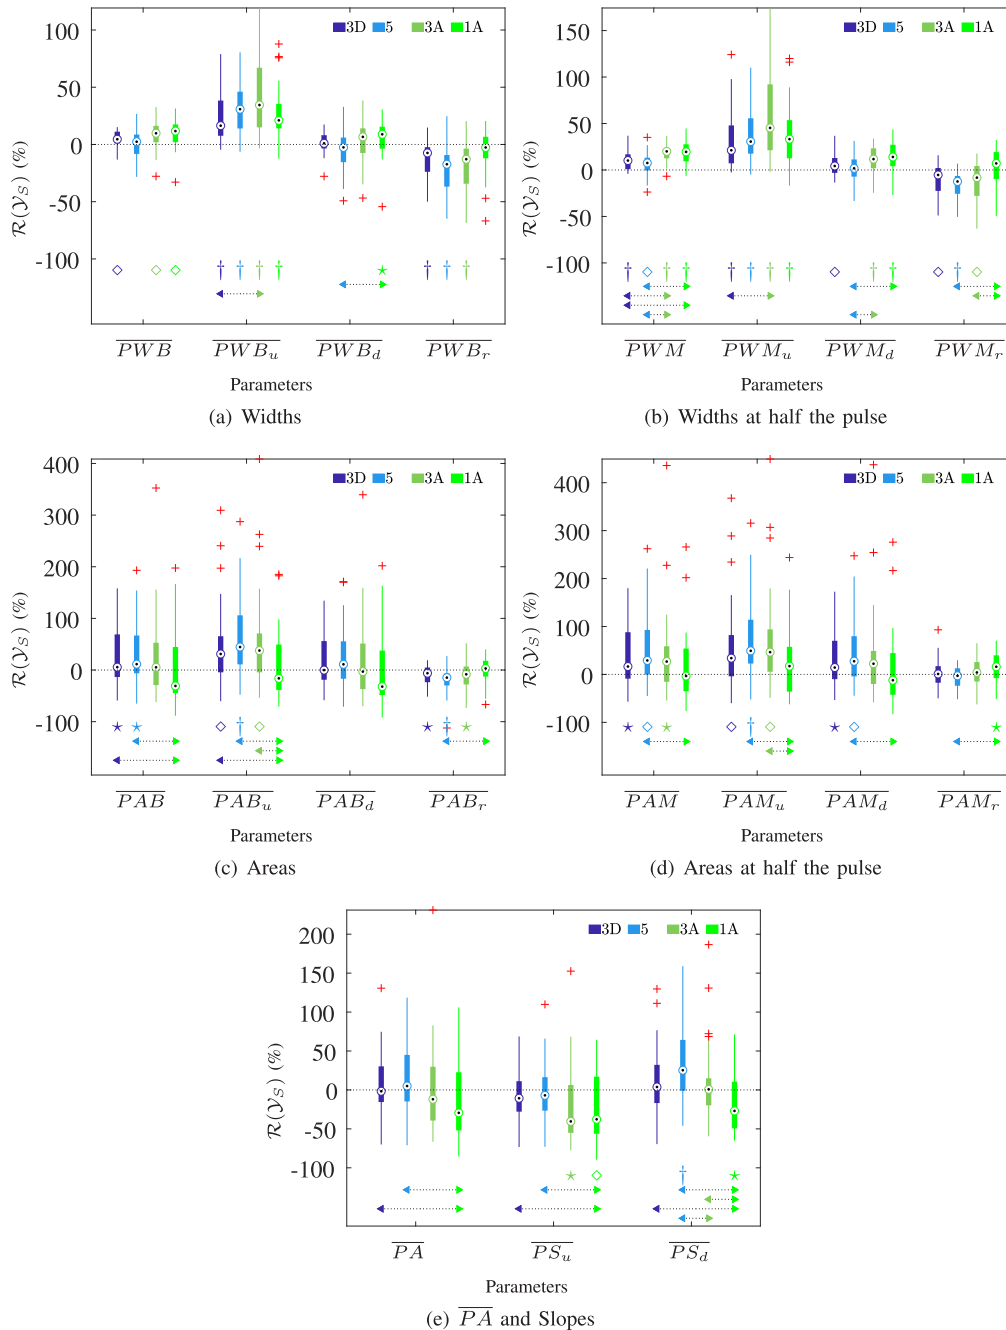 3D 5 3A 1A
100
50
0
-50
-100
R(Y_S) (%)
PWB PWB_u PWB_d PWB_r
Parameters
(a) Widths
3D 5 3A 1A
150
100
50
0
-50
-100
R(Y_S) (%)
PWM PWM_u PWM_d PWM_r
Parameters
(b) Widths at half the pulse
3D 5 3A 1A
400
300
200
100
0
-100
R(Y_S) (%)
PAB PAB_u PAB_d PAB_r
Parameters
(c) Areas
3D 5 3A 1A
400
300
200
100
0
-100
R(Y_S) (%)
PAM PAM_u PAM_d PAM_r
Parameters
(d) Areas at half the pulse
3D 5 3A 1A
200
150
100
50
0
-50
-100
R(Y_S) (%)
PA PS_u PS_d
Parameters
(e) PA and Slopes